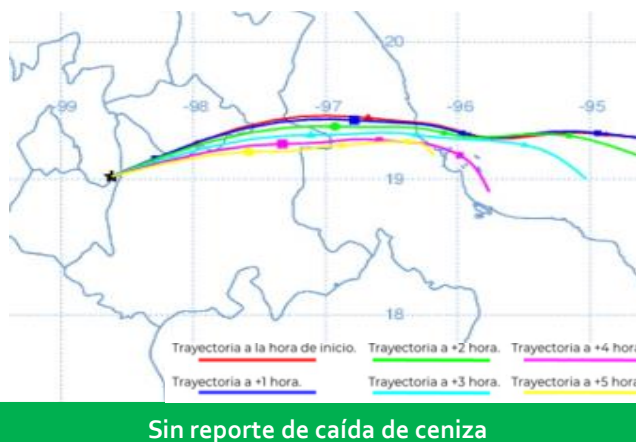 20
-99 -98 -97 -96 -95
19
18
Trayectoria a la hora de inicio. Trayectoria a +2 hora. Trayectoria a +4 hora
Trayectoria a +1 hora. Trayectoria a +3 hora. Trayectoria a +5 hora
Sin reporte de caída de ceniza